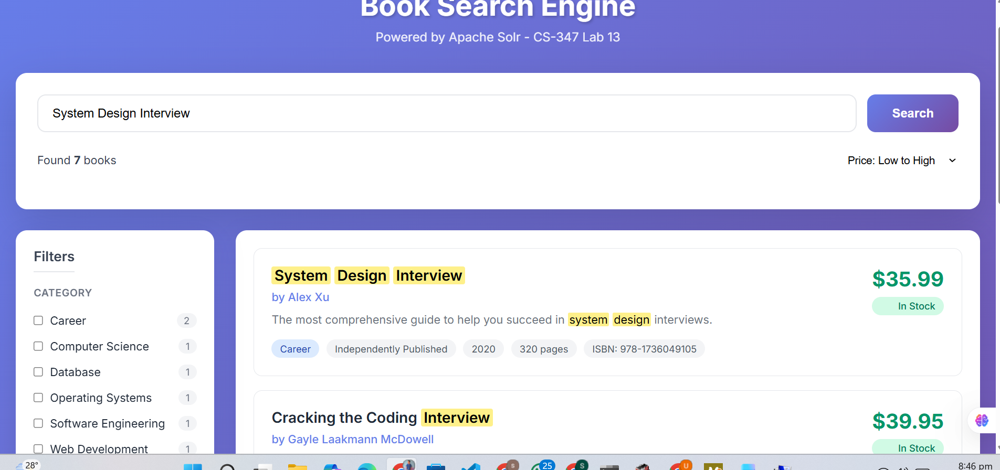 Book Search Engine
Powered by Apache Solr - CS-347 Lab 13
System Design Interview
Search
Found 7 books
Price: Low to High
Filters
CATEGORY
Career 2
Computer Science 1
Database 1
Operating Systems 1
Software Engineering 1
Web Development 1
System Design Interview
$35.99
by Alex Xu
In Stock
The most comprehensive guide to help you succeed in system design interviews.
Career Independently Published 2020 320 pages ISBN: 978-1736049105
Cracking the Coding Interview
$39.95
by Gayle Laakmann McDowell
In Stock
28°
s
25
S
U
8:46 pm